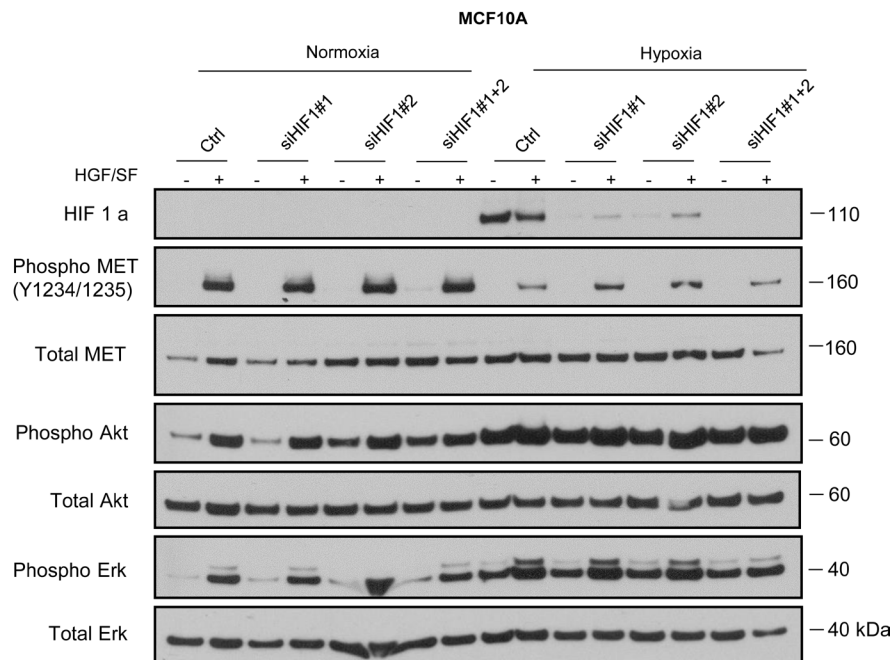 MCF10A
Normoxia Hypoxia
Ctrl siHIF1#1 siHIF1#2 siHIF1#1+2 Ctrl siHIF1#1 siHIF1#2 siHIF1#1+2
HGF/SF - + - + - + - + - + - + - + - +
HIF 1 a 110
Phospho MET
(Y1234/1235) 160
Total MET 160
Phospho Akt 60
Total Akt 60
Phospho Erk 40
Total Erk 40 kDa